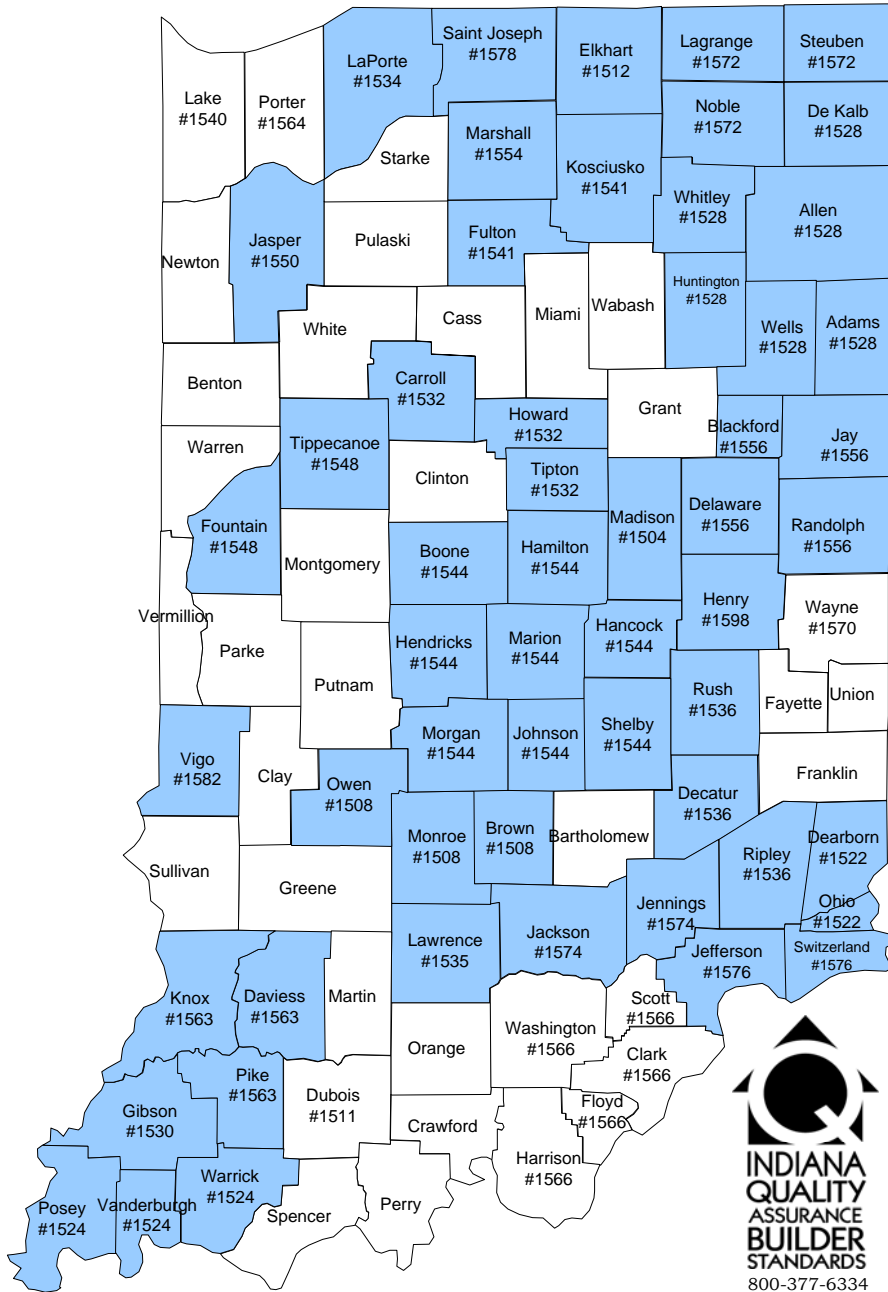 Saint Joseph
#1578
Elkhart
#1512
Lagrange
#1572
Steuben
#1572
LaPorte
#1534
Lake
#1540
Porter
#1564
Noble
#1572
De Kalb
#1528
Marshall
#1554
Starke
Kosciusko
#1541
Whitley
#1528
Allen
#1528
Newton
Jasper
#1550
Pulaski
Fulton
#1541
Huntington
#1528
White
Cass
Miami
Wabash
Wells
#1528
Adams
#1528
Benton
Carroll
#1532
Grant
Howard
#1532
Blackford
#1556
Jay
#1556
Warren
Tippecanoe
#1548
Clinton
Tipton
#1532
Fountain
#1548
Madison
#1504
Delaware
#1556
Randolph
#1556
Montgomery
Boone
#1544
Hamilton
#1544
Vermillion
Parke
Henry
#1598
Wayne
#1570
Hendricks
#1544
Marion
#1544
Hancock
#1544
Putnam
Rush
#1536
Fayette
Union
Vigo
#1582
Clay
Owen
#1508
Morgan
#1544
Johnson
#1544
Shelby
#1544
Franklin
Decatur
#1536
Sullivan
Greene
Monroe
#1508
Brown
#1508
Bartholomew
Ripley
#1536
Dearborn
#1522
Ohio
#1522
Jennings
#1574
Lawrence
#1535
Jackson
#1574
Jefferson
#1576
Switzerland
#1576
Knox
#1563
Daviess
#1563
Martin
Scott
#1566
Orange
Washington
#1566
Clark
#1566
Pike
#1563
Dubois
#1511
Gibson
#1530
Crawford
Floyd
#1566
Harrison
#1566
Posey
#1524
Vanderburgh
#1524
Warrick
#1524
Spencer
Perry
Q
INDIANA
QUALITY
ASSURANCE
BUILDER
STANDARDS
800-377-6334